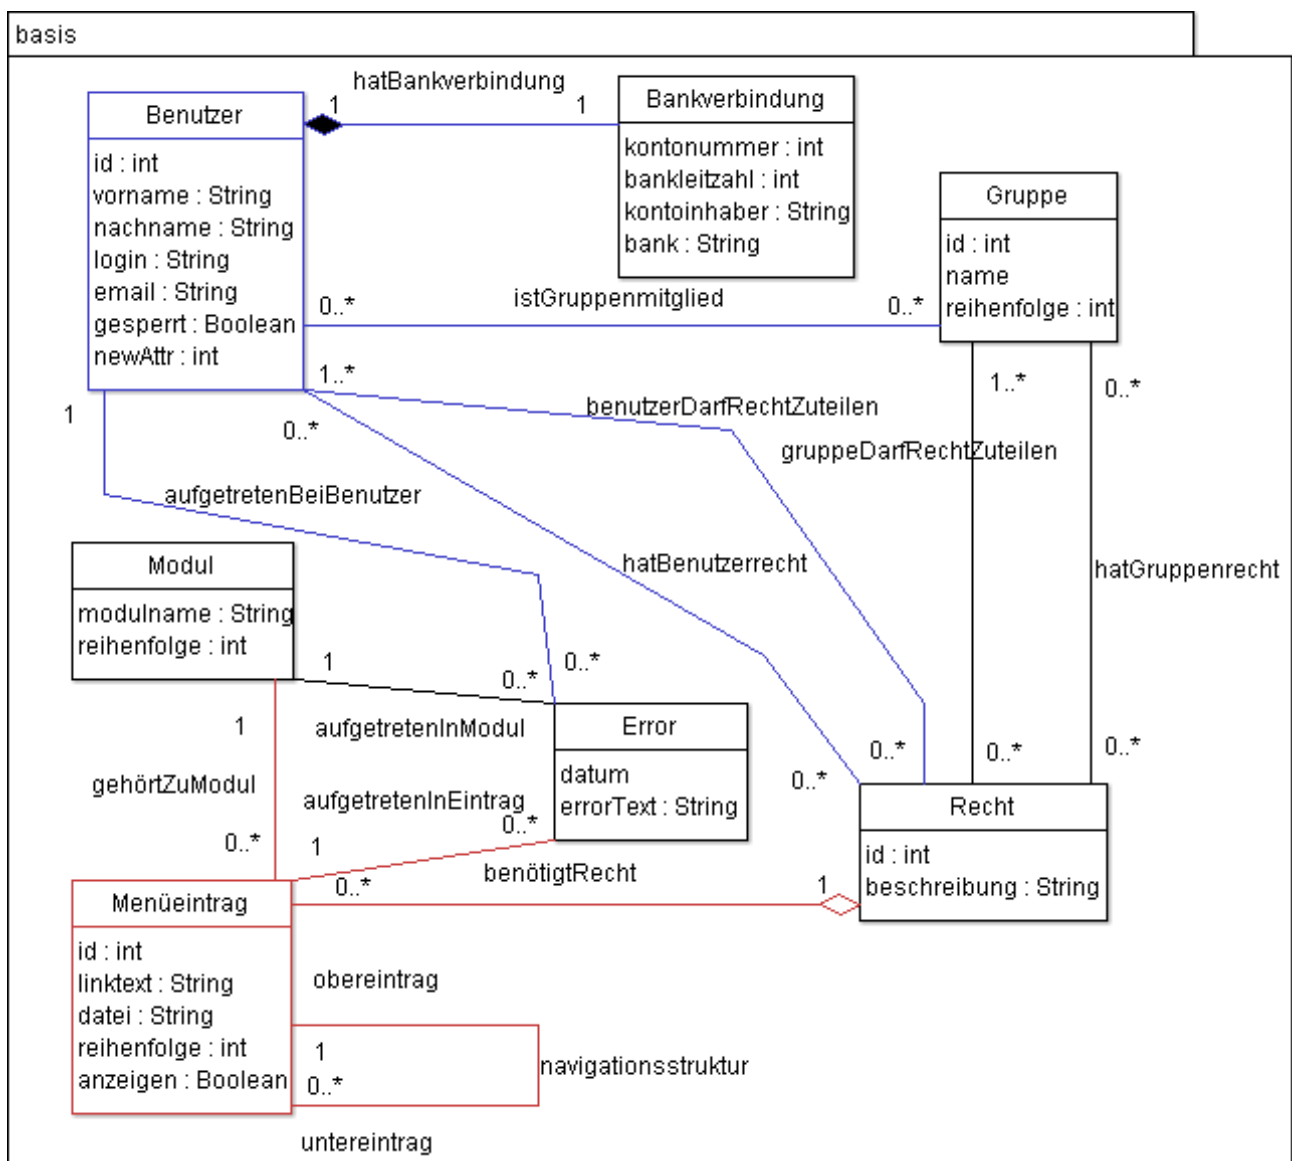 basis
hatBankverbindung
Benutzer
1
1
Bankverbindung
id : int
vorname : String
nachname : String
login : String
email : String
gesperrt : Boolean
newAttr : int
kontonummer : int
bankleitzahl : int
kontoinhaber : String
bank : String
Gruppe
id : int
name
reihenfolge : int
0..*
istGruppenmitglied
0..*
1..*
benutzerDarfRechtZuteilen
1..*
0..*
1
0..*
gruppeDarfRechtZuteilen
aufgetretenBeiBenutzer
hatBenutzerrecht
hatGruppenrecht
Modul
modulname : String
reihenfolge : int
1
0..*
0..*
aufgetretenInModul
Error
datum
errorText : String
1
gehörtZuModul
0..*
aufgetretenInEintrag
1
0..*
0..*
0..*
0..*
0..*
Recht
id : int
beschreibung : String
0..*
benötigtRecht
1
Menüeintrag
id : int
linktext : String
datei : String
reihenfolge : int
anzeigen : Boolean
obereintrag
1
navigationsstruktur
0..*
untereintrag